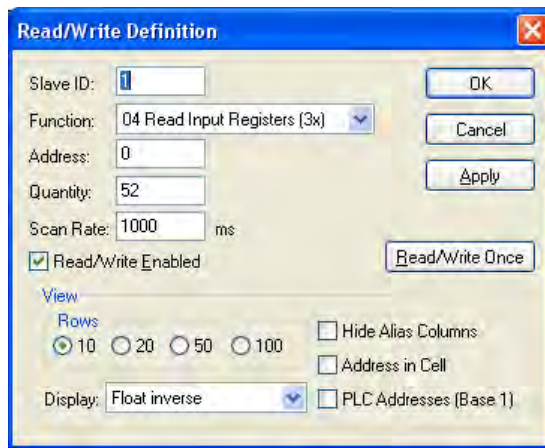 Read/Write Definition
Slave ID: 1
OK
Function: 04 Read Input Registers (3x)
Cancel
Address: 0
Apply
Quantity: 52
Scan Rate: 1000 ms
Read/Write Enabled
Read/Write Once
View
Rows
10 20 50 100
Hide Alias Columns
Address in Cell
Display: Float inverse
PLC Addresses (Base 1)